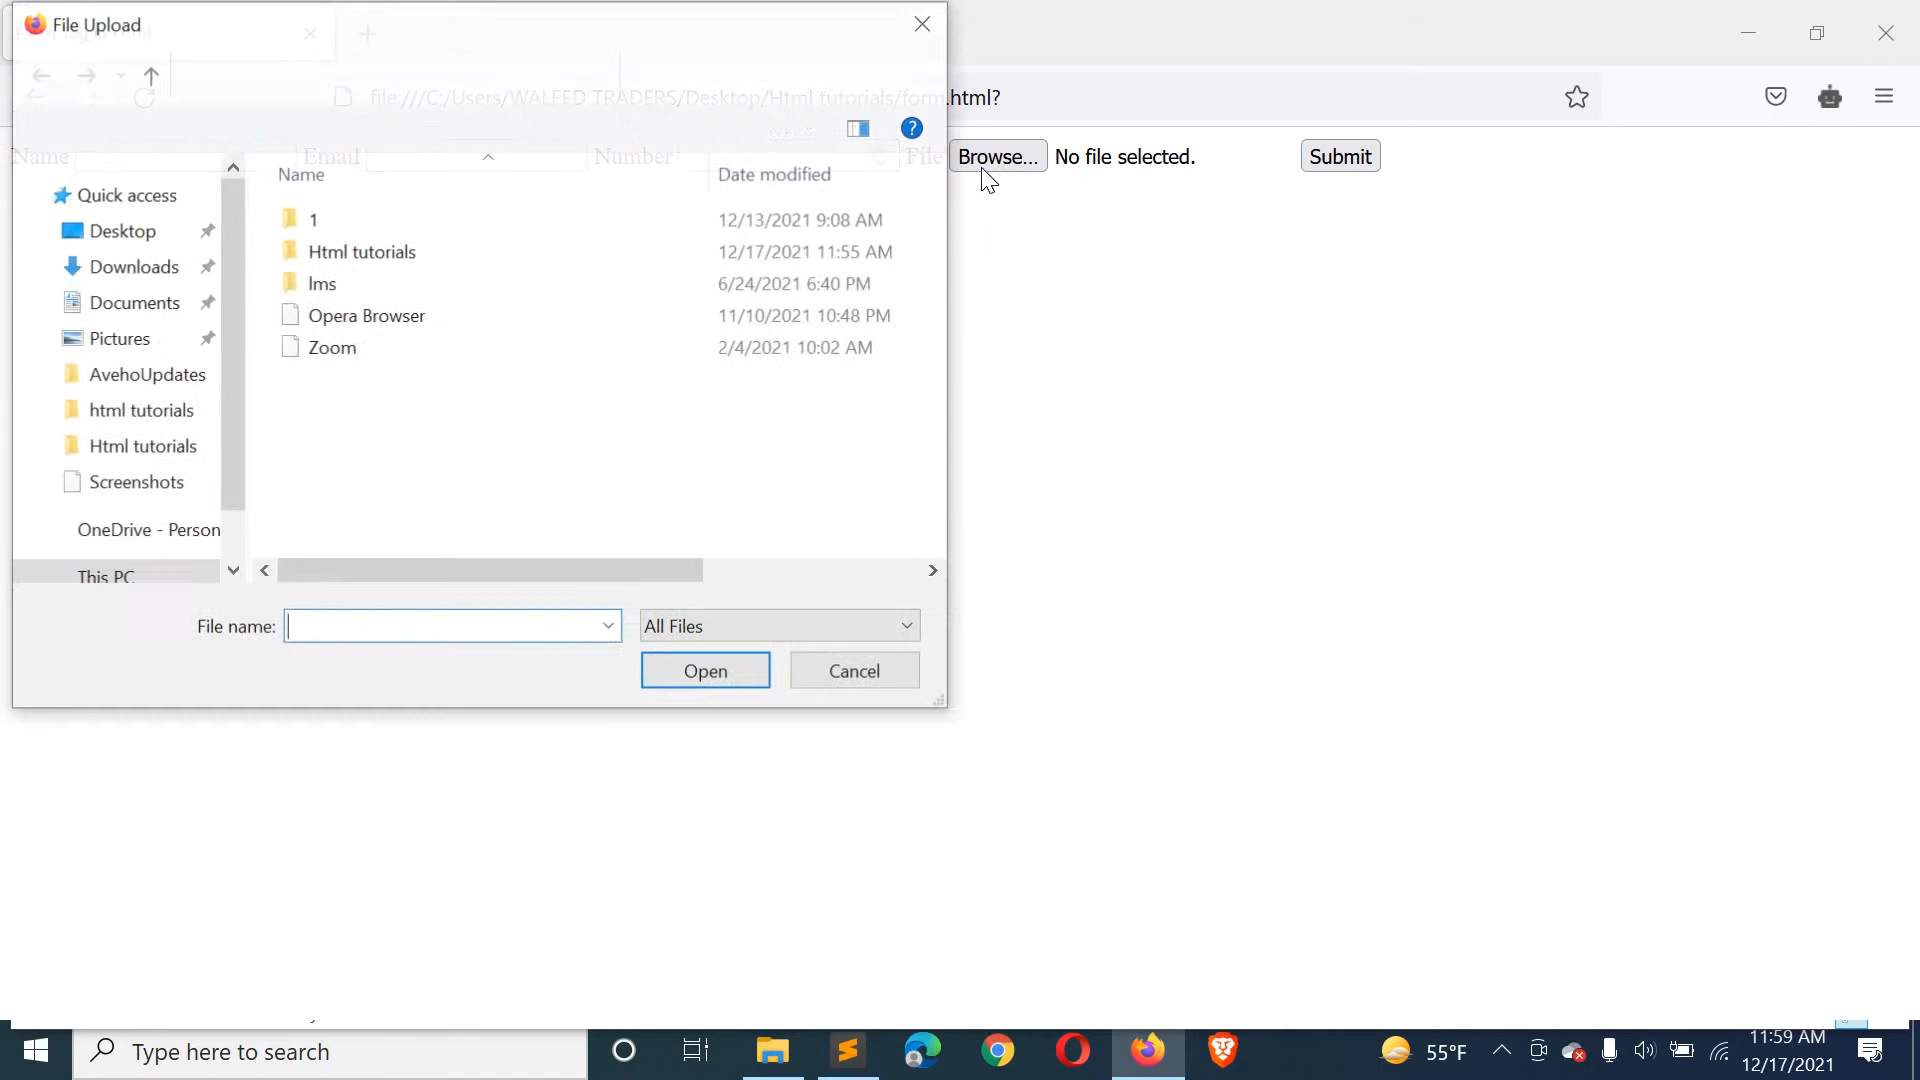 File Upload
file:///C:/Users/WALEED TRADERS/Desktop/Html tutorials/form.html?
Name Email Number File Browse... No file selected. Submit
Name Date modified
Quick access
Desktop
Downloads
Documents
Pictures
AvehoUpdates
html tutorials
Html tutorials
Screenshots
OneDrive - Person
This PC
1 12/13/2021 9:08 AM
Html tutorials 12/17/2021 11:55 AM
lms 6/24/2021 6:40 PM
Opera Browser 11/10/2021 10:48 PM
Zoom 2/4/2021 10:02 AM
File name: All Files
Open Cancel
Type here to search
55°F
11:59 AM
12/17/2021